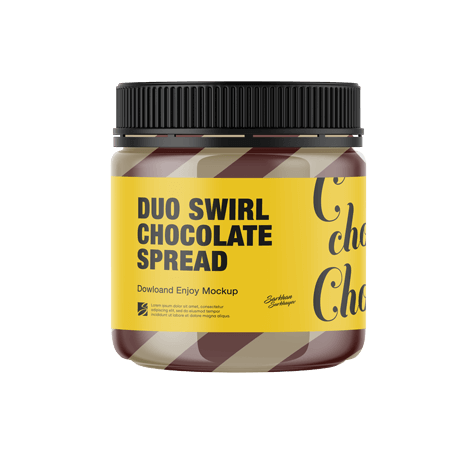 DUO SWIRL
CHOCOLATE
SPREAD
Dowloand Enjoy Mockup
Lorem ipsum dolor sit amet, consectetur
adipiscing elit, sed do eiusmod tempor
incididunt ut labore et dolore magna aliqua.
Sarkhan
C
cho
Cho